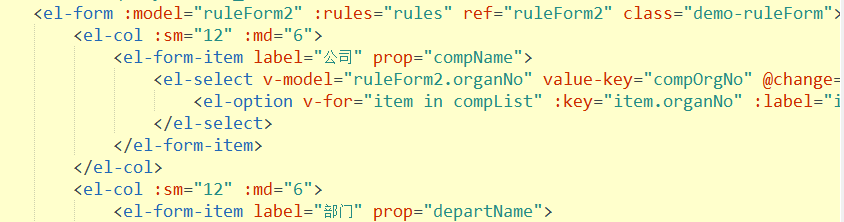 <el-form :model="ruleForm2" :rules="rules" ref="ruleForm2" class="demo-ruleForm">
<el-col :sm="12" :md="6">
<el-form-item label="公司" prop="compName">
<el-select v-model="ruleForm2.organNo" value-key="compOrgNo" @change=
<el-option v-for="item in compList" :key="item.organNo" :label="i
</el-select>
</el-form-item>
</el-col>
<el-col :sm="12" :md="6">
<el-form-item label="部门" prop="departName">